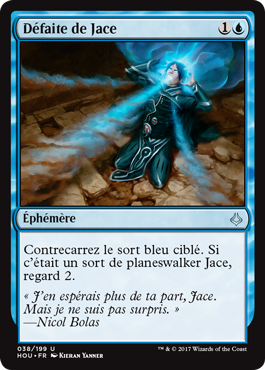 Défaite de Jace 1
Éphémère
Contrecarrez le sort bleu ciblé. Si
c'était un sort de planeswalker Jace,
regard 2.
« J'en espérais plus de ta part, Jace.
Mais je ne suis pas surpris. »
—Nicol Bolas
038/199 U
HOU • FR Kieran Yanner
™ & © 2017 Wizards of the Coast